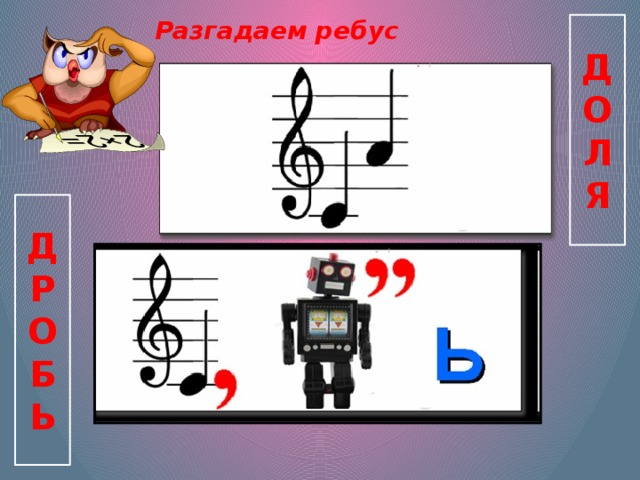 Разгадаем ребус
Д
О
Л
Я
Д
Р
О
Б
Ь
,
,,
Ь